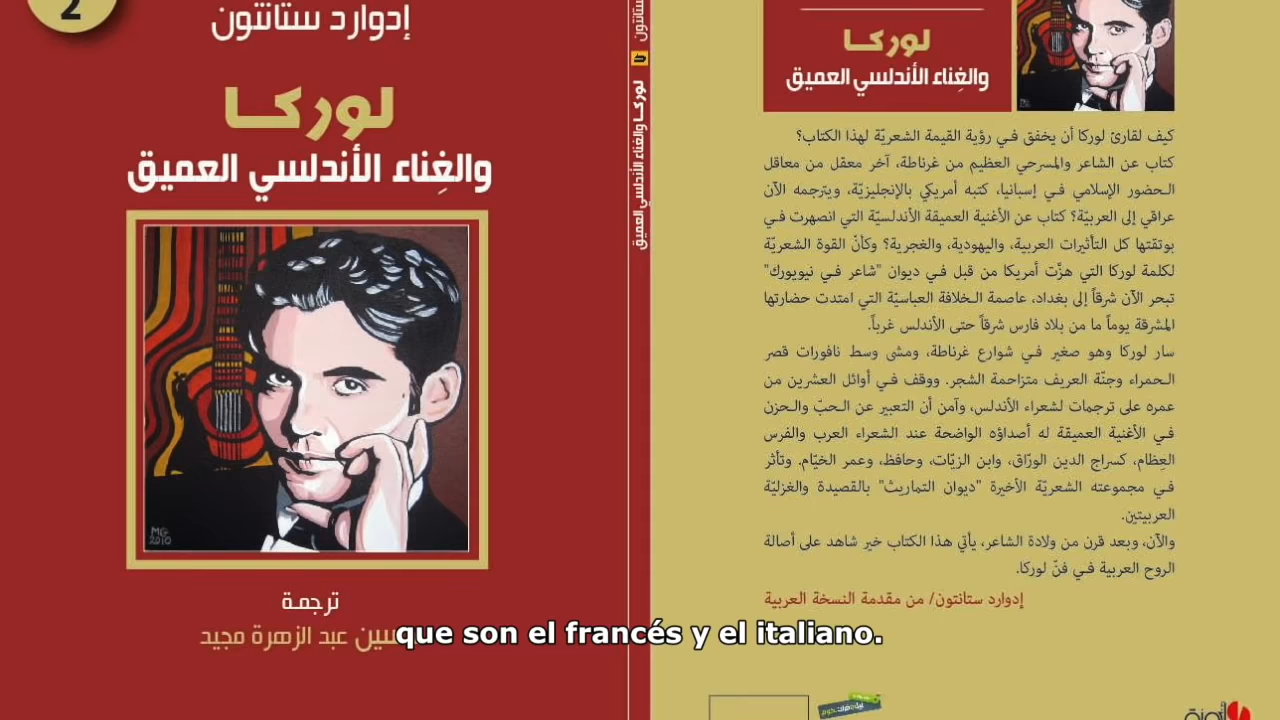 2
إدوارد ستانتون
لوركا
والغِناء الأندلسي العميق
MG
2010
ترجمة
عبد الزهرة مجيد
ستانتون
لوركا والغناء الأندلسي العميق
لوركا
والغِناء الأندلسي العميق
كيف لقارئ لوركا أن يخفق في رؤية القيمة الشعريّة لهذا الكتاب؟
كتاب عن الشاعر والمسرحي العظيم من غرناطة، آخر معقل من معاقل
الحضور الإسلامي في إسبانيا، كتبه أمريكي بالإنجليزيّة، ويترجمه الآن
عراقي إلى العربيّة؟ كتاب عن الأغنية العميقة الأندلسيّة التي انصهرت في
بوتقتها كل التأثيرات العربية، واليهودية، والغجرية؟ وكأنّ القوة الشعريّة
لكلمة لوركا التي هزّت أمريكا من قبل في ديوان "شاعر في نيويورك"
تبحر الآن شرقاً إلى بغداد، عاصمة الخلافة العباسيّة التي امتدت حضارتها
المشرقة يوماً ما من بلاد فارس شرقاً حتى الأندلس غرباً.
سار لوركا وهو صغير في شوارع غرناطة، ومشى وسط نافورات قصر
الحمراء وجنّة العريف متزاحمة الشجر. ووقف في أوائل العشرين من
عمره على ترجمات لشعراء الأندلس، وآمن أن التعبير عن الحبّ والحزن
في الأغنية العميقة له أصداؤه الواضحة عند الشعراء العرب والفرس
العِظام، كسراج الدين الورّاق، وابن الزيّات، وحافظ، وعمر الخيّام. وتأثر
في مجموعته الشعريّة الأخيرة "ديوان التماريث" بالقصيدة والغزليّة
العربيتين.
والآن، وبعد قرن من ولادة الشاعر، يأتي هذا الكتاب خير شاهد على أصالة
الروح العربية في فنّ لوركا.
إدوارد ستانتون/ من مقدمة النسخة العربية
que son el francés y el italiano.